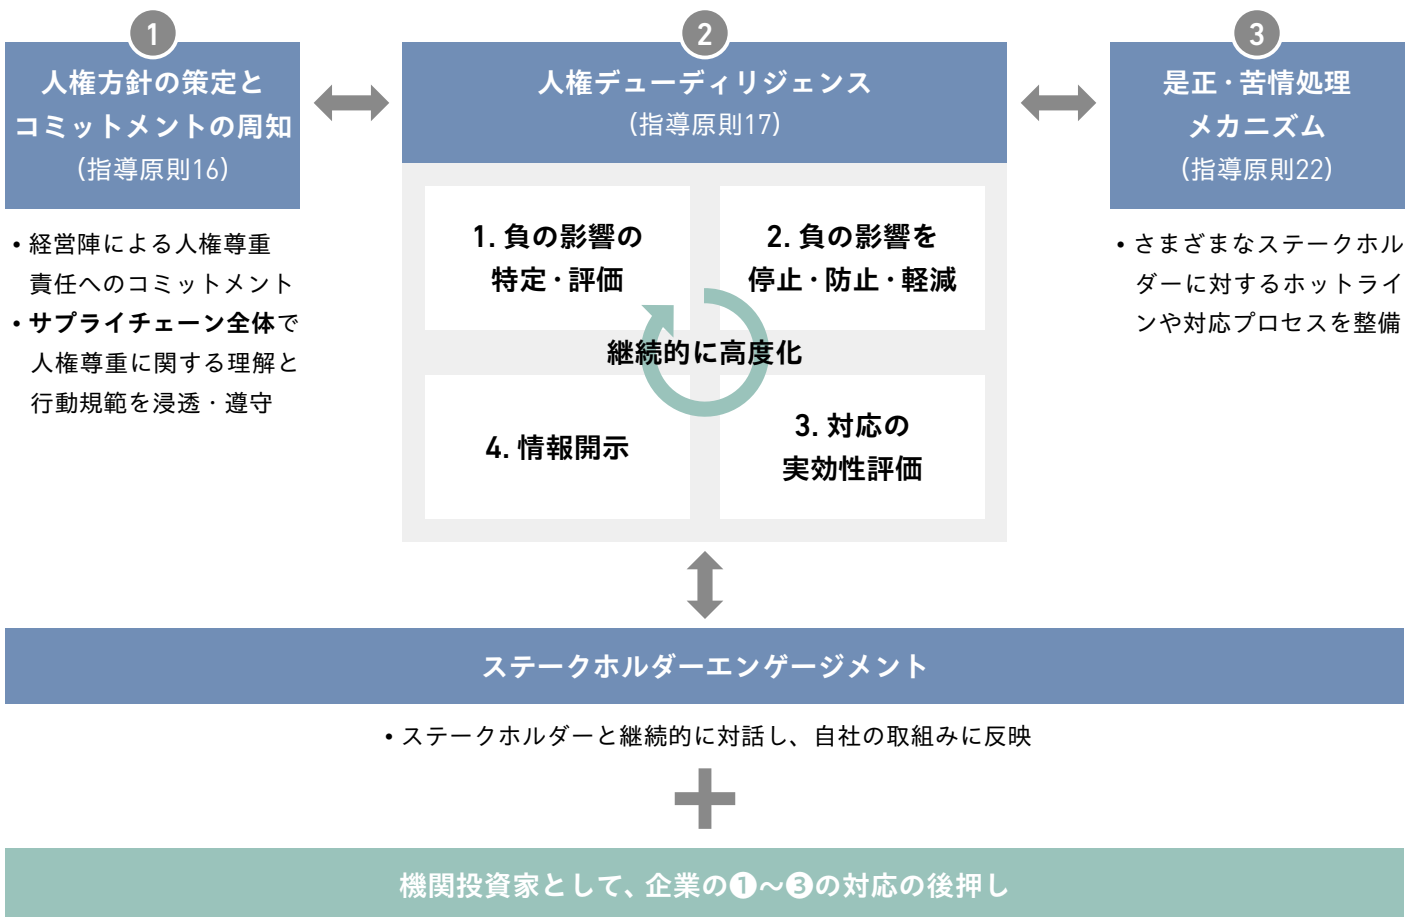 1
人権方針の策定と
コミットメントの周知
(指導原則16)
• 経営陣による人権尊重
責任へのコミットメント
• サプライチェーン全体で
人権尊重に関する理解と
行動規範を浸透・遵守
2
人権デューディリジェンス
(指導原則17)
1. 負の影響の
特定・評価
2. 負の影響を
停止・防止・軽減
継続的に高度化
4. 情報開示
3. 対応の
実効性評価
3
是正・苦情処理
メカニズム
(指導原則22)
• さまざまなステークホル
ダーに対するホットライ
ンや対応プロセスを整備
ステークホルダーエンゲージメント
• ステークホルダーと継続的に対話し、自社の取組みに反映
機関投資家として、企業の❶~❸の対応の後押し